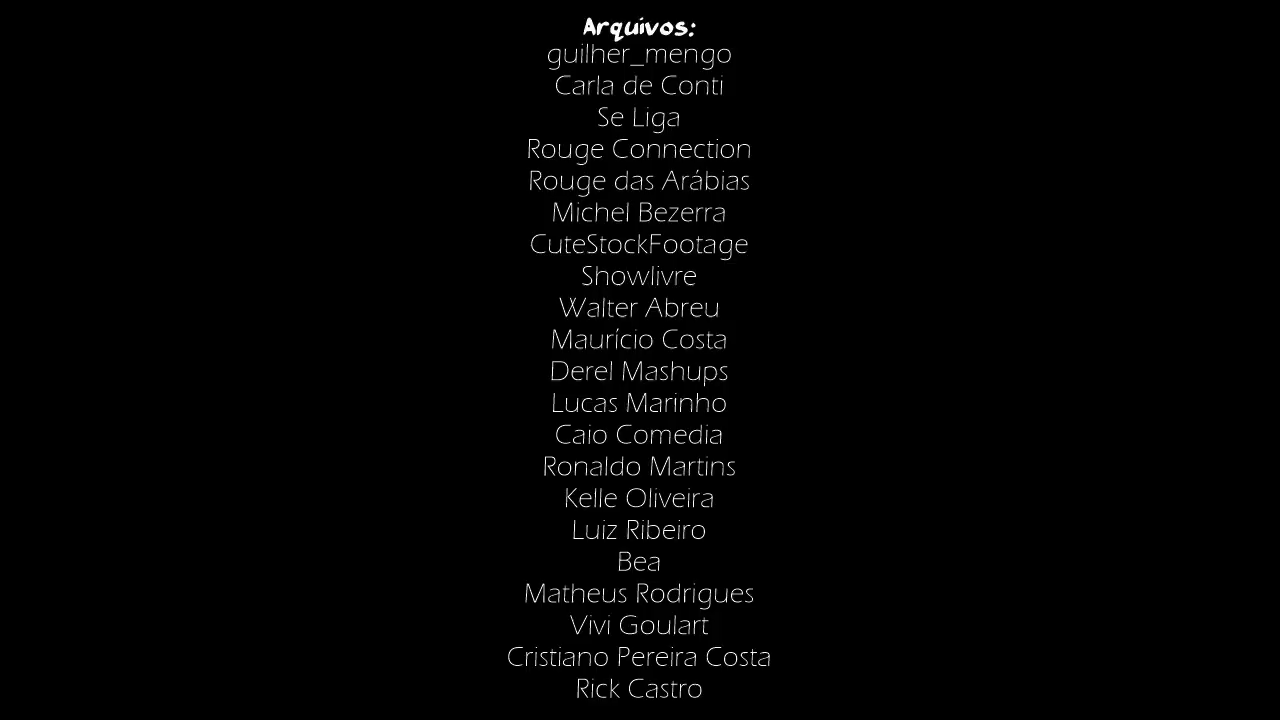 Arquivos:
guilher_mengo
Carla de Conti
Se Liga
Rouge Connection
Rouge das Arábias
Michel Bezerra
CuteStockFootage
Showlivre
Walter Abreu
Maurício Costa
Derel Mashups
Lucas Marinho
Caio Comedia
Ronaldo Martins
Kelle Oliveira
Luiz Ribeiro
Bea
Matheus Rodrigues
Vivi Goulart
Cristiano Pereira Costa
Rick Castro